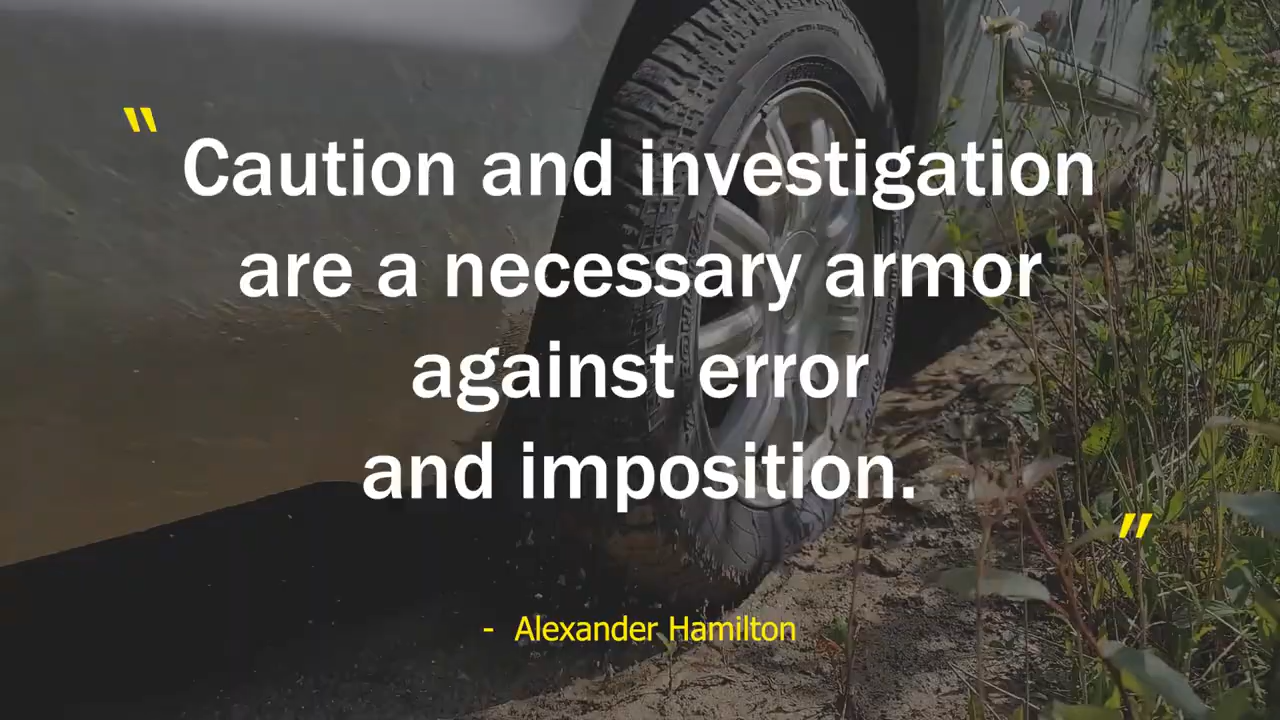 “
Caution and investigation
are a necessary armor
against error
and imposition.
”
- Alexander Hamilton